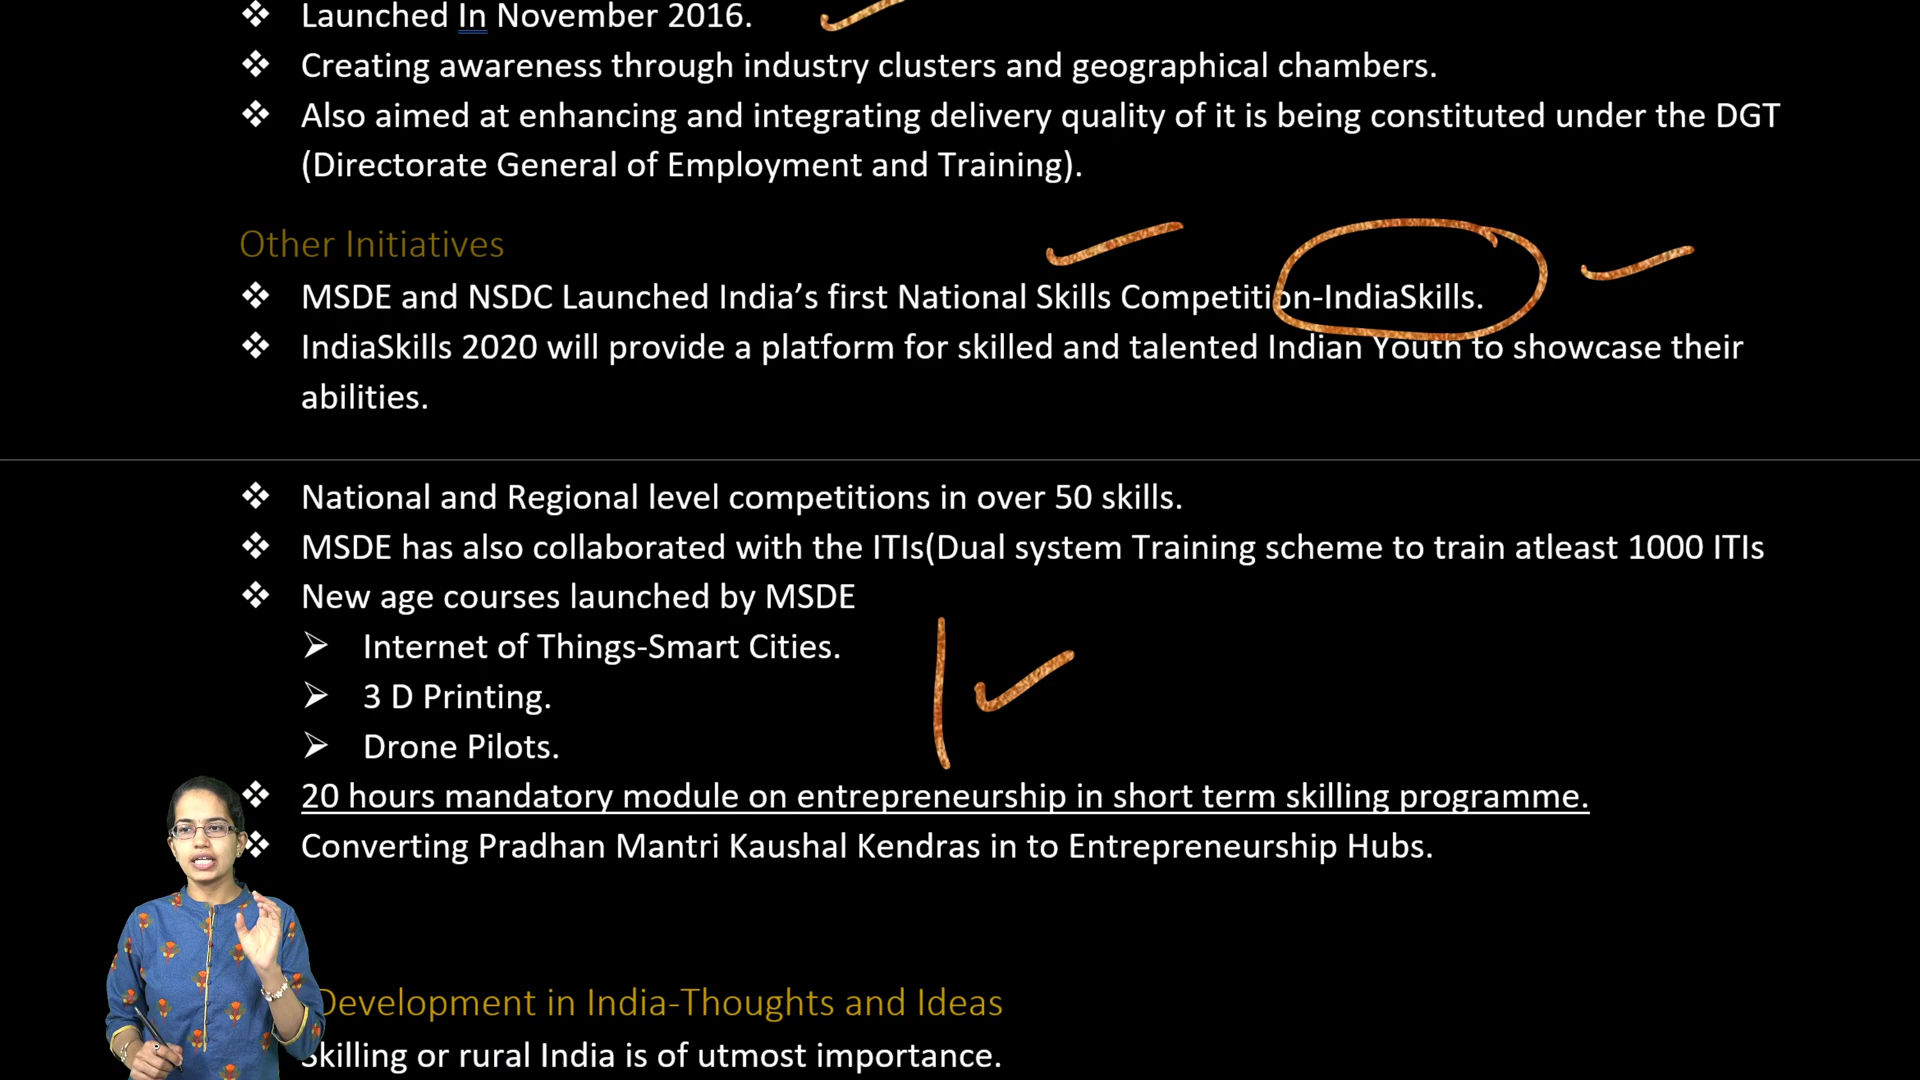 ❖ Launched In November 2016.
❖ Creating awareness through industry clusters and geographical chambers.
❖ Also aimed at enhancing and integrating delivery quality of it is being constituted under the DGT
(Directorate General of Employment and Training).
Other Initiatives
❖ MSDE and NSDC Launched India’s first National Skills Competition-IndiaSkills.
❖ IndiaSkills 2020 will provide a platform for skilled and talented Indian Youth to showcase their
abilities.
❖ National and Regional level competitions in over 50 skills.
❖ MSDE has also collaborated with the ITIs(Dual system Training scheme to train atleast 1000 ITIs
❖ New age courses launched by MSDE
➢ Internet of Things-Smart Cities.
➢ 3 D Printing.
➢ Drone Pilots.
❖ 20 hours mandatory module on entrepreneurship in short term skilling programme.
❖ Converting Pradhan Mantri Kaushal Kendras in to Entrepreneurship Hubs.
Development in India-Thoughts and Ideas
Skilling or rural India is of utmost importance.